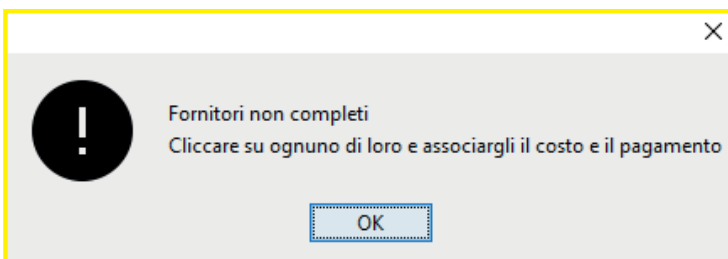 Fornitori non completi
Cliccare su ognuno di loro e associargli il costo e il pagamento
OK